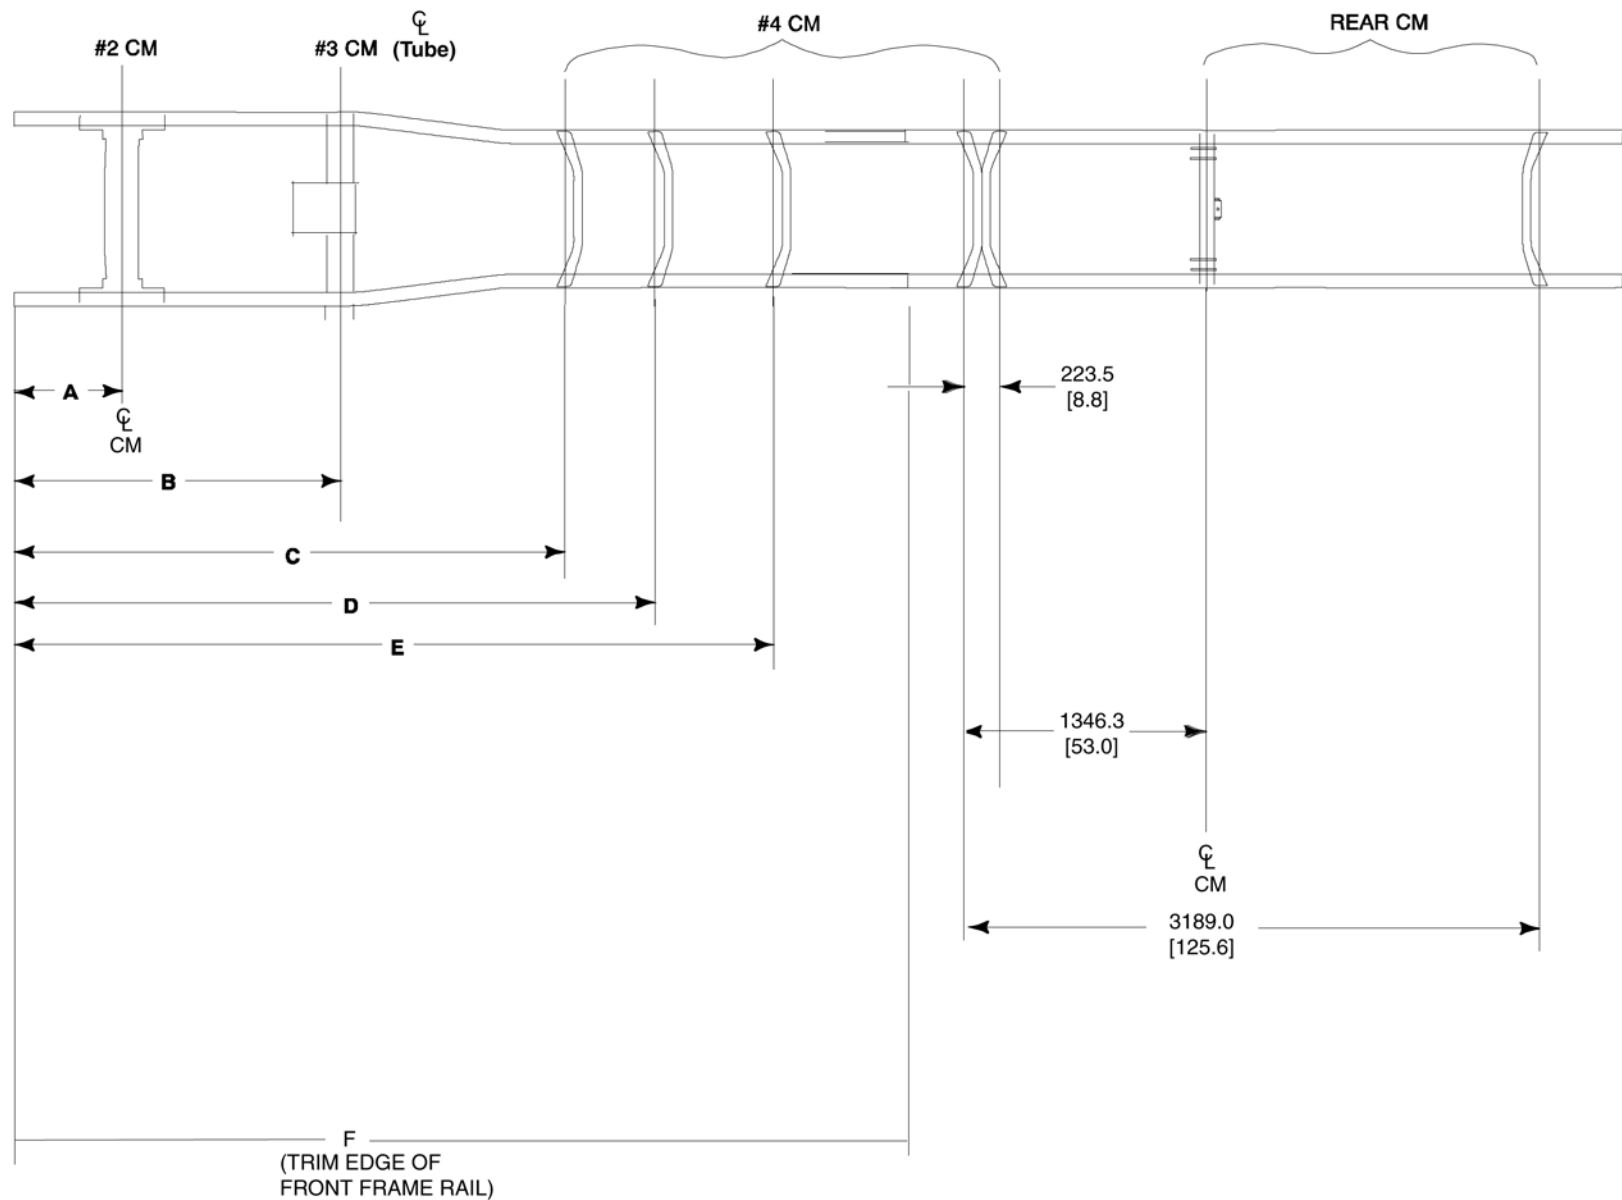 #2 CM
#3 CM
℄
(Tube)
#4 CM
REAR CM
A
℄
CM
B
C
D
E
223.5
[8.8]
1346.3
[53.0]
℄
CM
3189.0
[125.6]
F
(TRIM EDGE OF
FRONT FRAME RAIL)